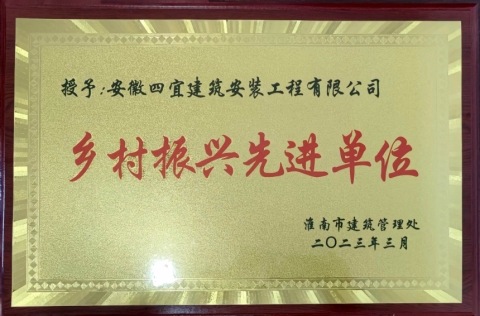 授予:安徽四宜建筑安装工程有限公司
乡村振兴先进单位
淮南市建筑管理处
二〇二三年三月